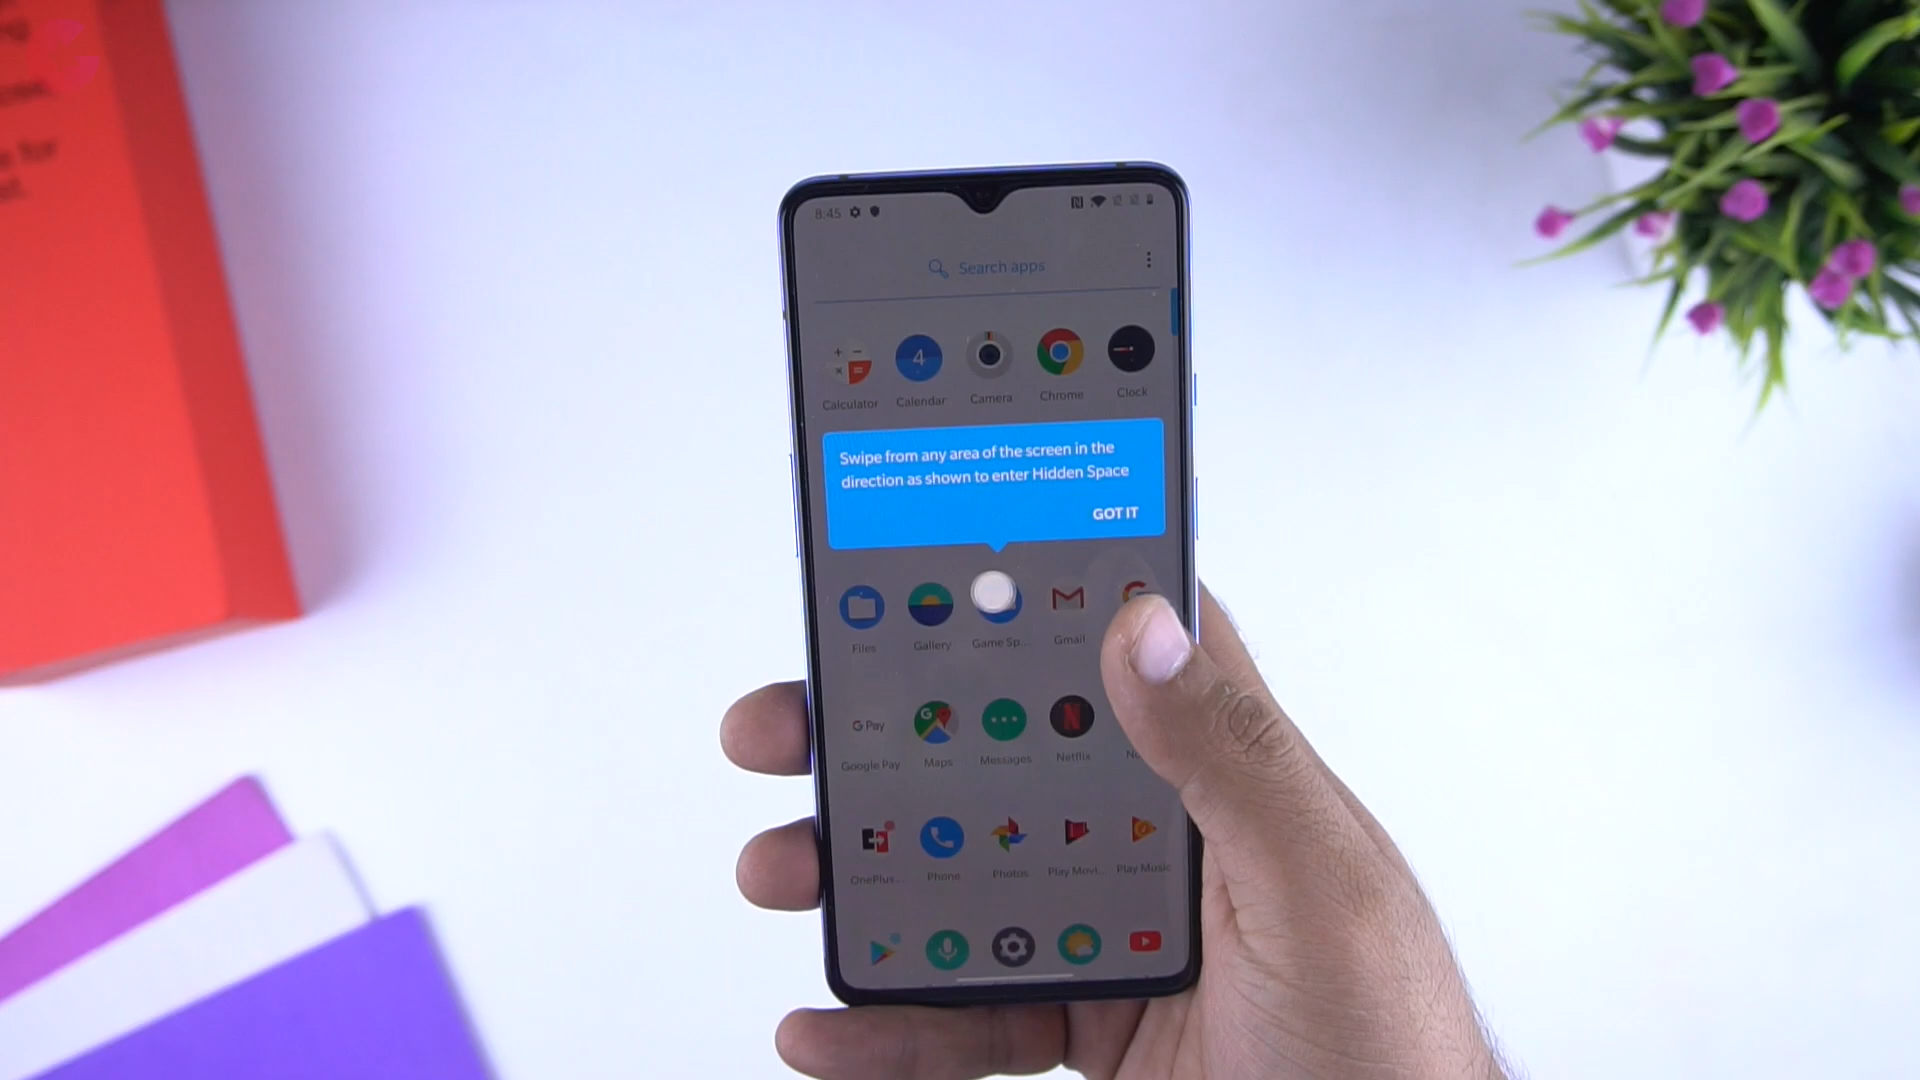 8:45
Search apps
4
Calculator
Calendar
Camera
Chrome
Clock
Swipe from any area of the screen in the
direction as shown to enter Hidden Space
GOT IT
Files
Gallery
Game Sp...
Gmail
G Pay
Google Pay
Maps
Messages
Netflix
OnePlus...
Phone
Photos
Play Movi...
Play Music
for